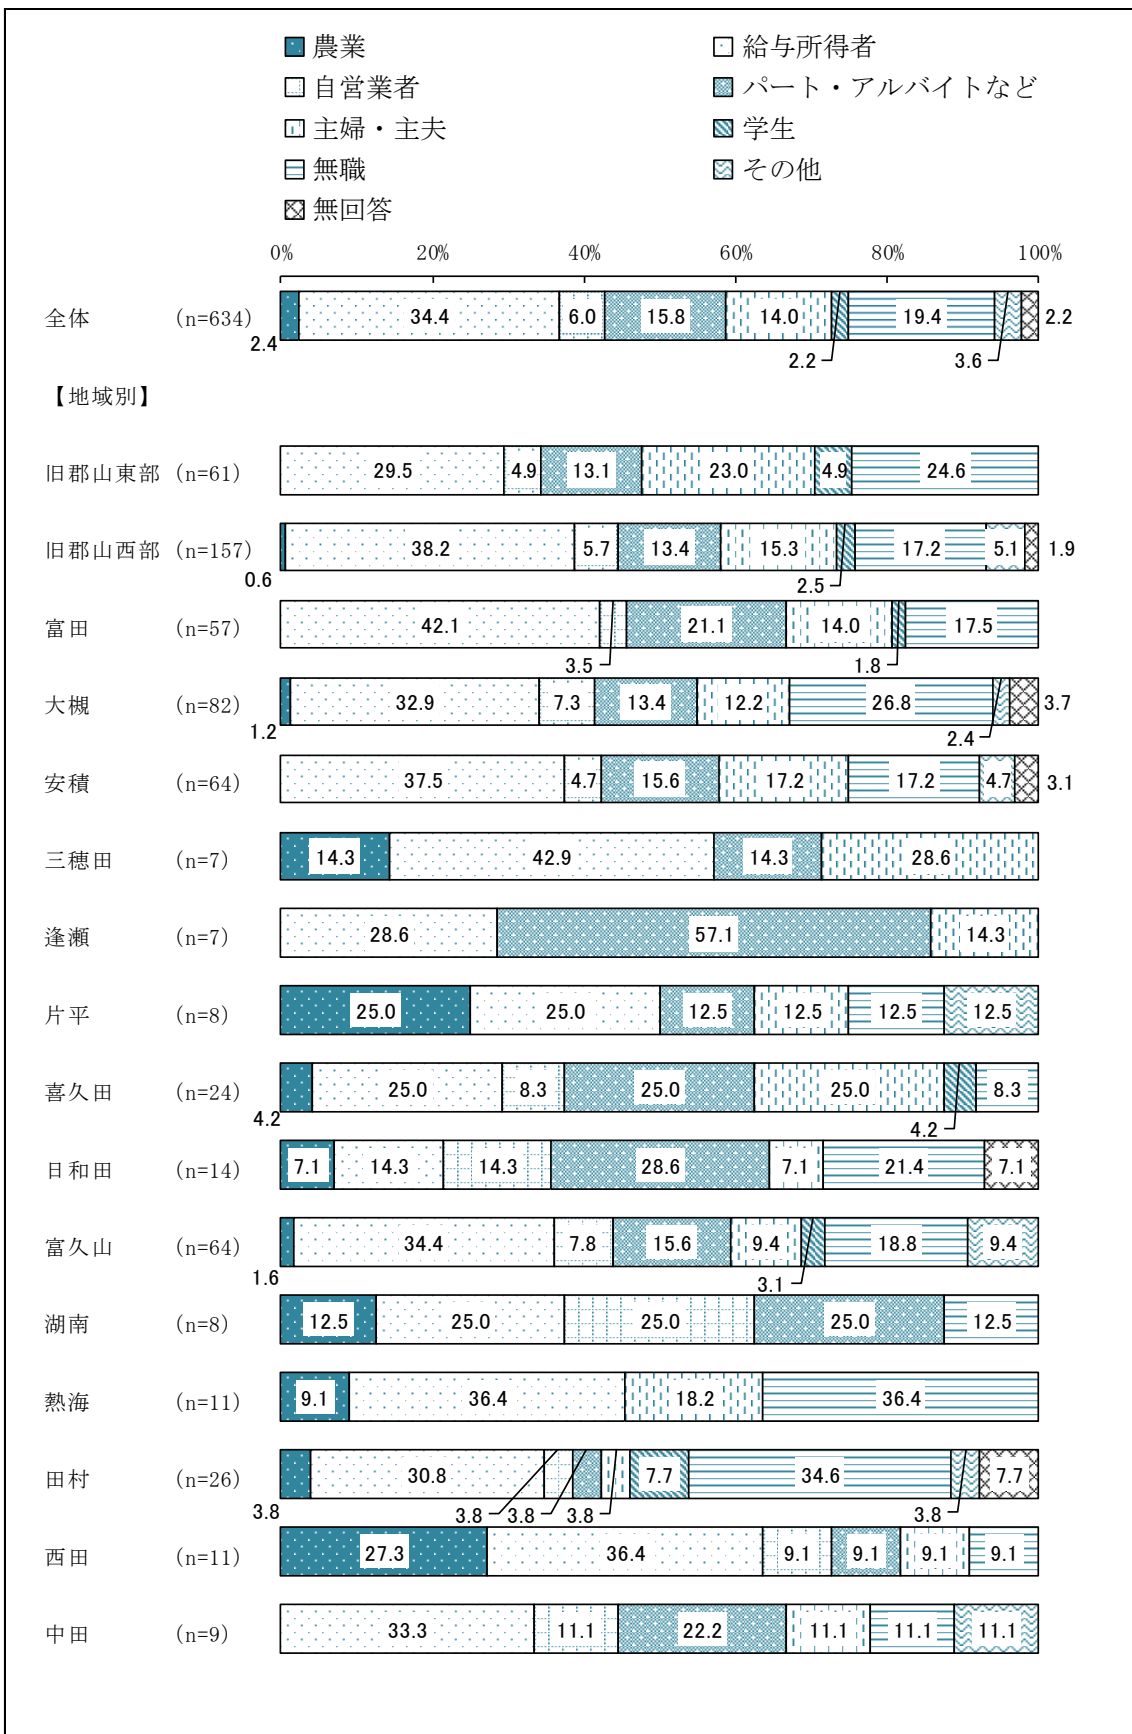 農業 給与所得者
自営業者 パート・アルバイトなど
主婦・主夫 学生
無職 その他
無回答
0% 20% 40% 60% 80% 100%
全体 (n=634) 34.4 6.0 15.8 14.0 19.4 2.2
2.4 2.2 3.6
【地域別】
旧郡山東部 (n=61) 29.5 4.9 13.1 23.0 4.9 24.6
旧郡山西部 (n=157) 38.2 5.7 13.4 15.3 17.2 5.1 1.9
0.6 2.5
富田 (n=57) 42.1 21.1 14.0 17.5
3.5 1.8
大槻 (n=82) 32.9 7.3 13.4 12.2 26.8 3.7
1.2 2.4
安積 (n=64) 37.5 4.7 15.6 17.2 17.2 4.7 3.1
三穂田 (n=7) 14.3 42.9 14.3 28.6
逢瀬 (n=7) 28.6 57.1 14.3
片平 (n=8) 25.0 25.0 12.5 12.5 12.5 12.5
喜久田 (n=24) 25.0 8.3 25.0 25.0 8.3
4.2 4.2
日和田 (n=14) 7.1 14.3 14.3 28.6 7.1 21.4 7.1
富久山 (n=64) 34.4 7.8 15.6 9.4 18.8 9.4
1.6 3.1
湖南 (n=8) 12.5 25.0 25.0 25.0 12.5
熱海 (n=11) 9.1 36.4 18.2 36.4
田村 (n=26) 30.8 7.7 34.6 7.7
3.8 3.8 3.8 3.8 3.8
西田 (n=11) 27.3 36.4 9.1 9.1 9.1 9.1
中田 (n=9) 33.3 11.1 22.2 11.1 11.1 11.1